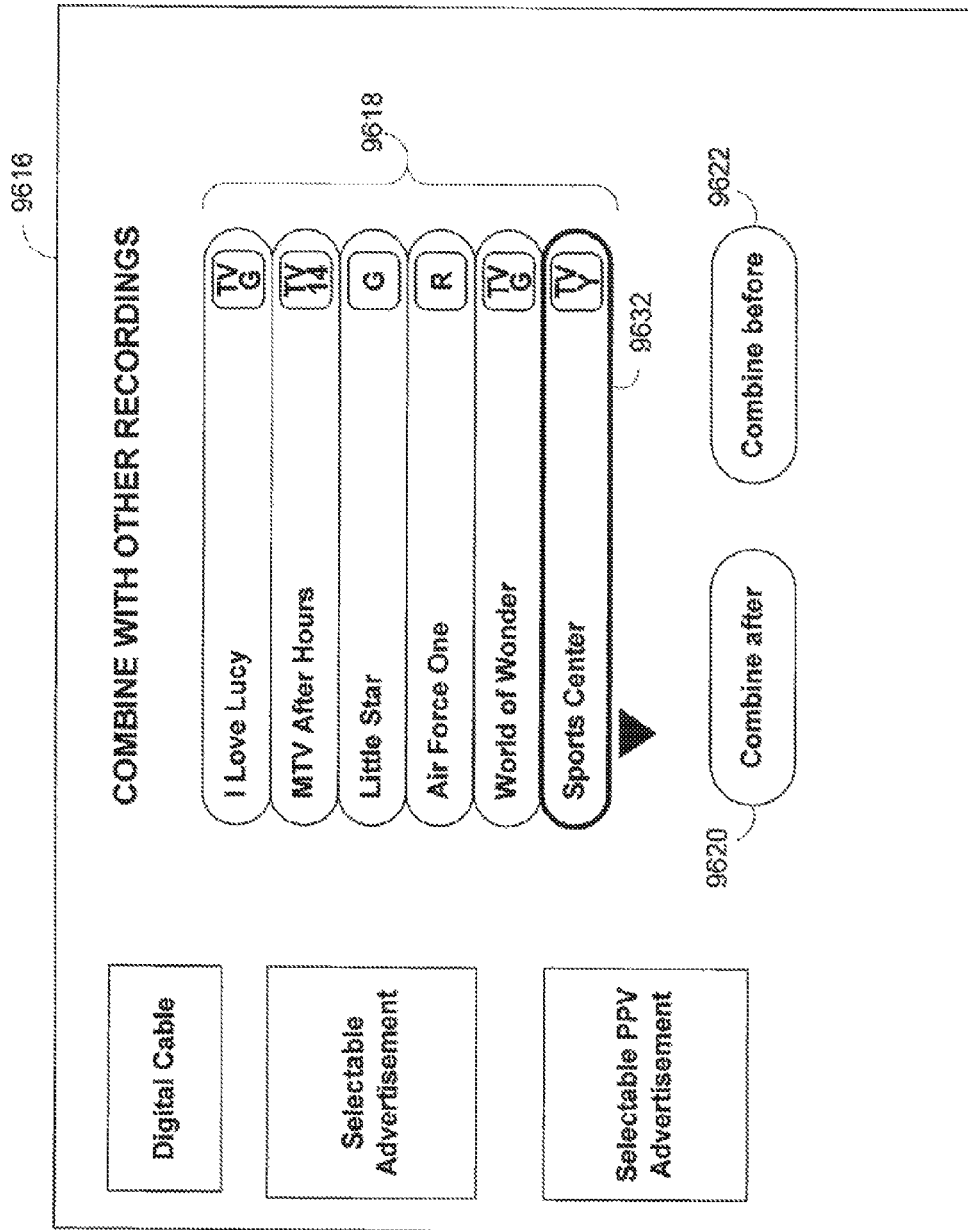 9616
COMBINE WITH OTHER RECORDINGS
Digital Cable
Selectable
Advertisement
Selectable PPV
Advertisement
I Love Lucy
TV
G
MTV After Hours
TV
14
Little Star
G
Air Force One
R
World of Wonder
TV
G
Sports Center
TV
Y
9618
9632
Combine after
9620
Combine before
9622